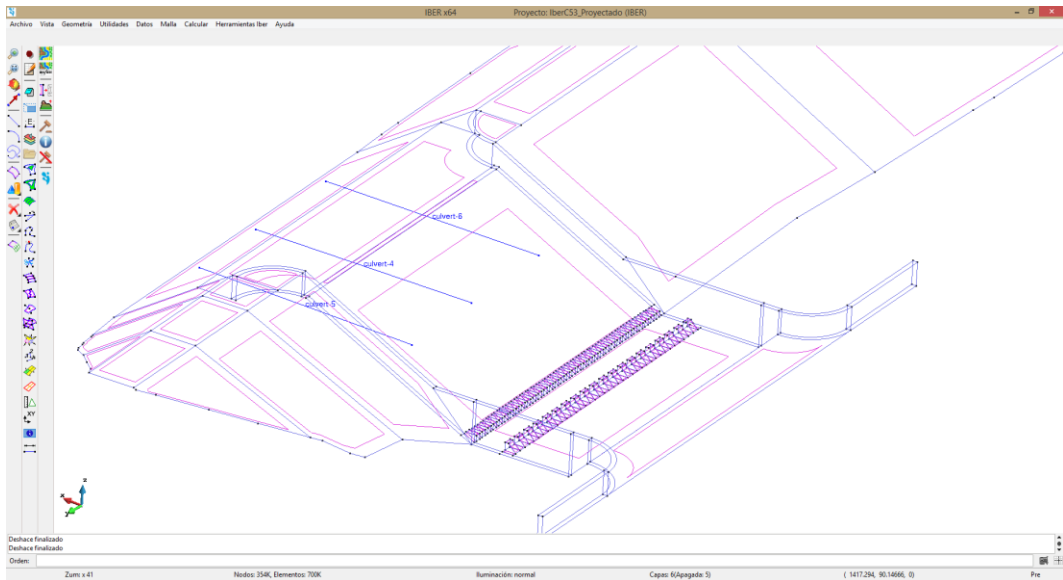 IBER x64 Proyecto: IberC53_Proyectado (IBER)
Archivo Vista Geometría Utilidades Datos Malla Calcular Herramientas Iber Ayuda
culvert-6
culvert-4
culvert-5
z
x
y
Deshace finalizado
Deshace finalizado
Orden:
Zum: x 41 Nodos: 354K, Elementos: 700K Iluminación: normal Capas: 6(Apagada: 5) ( 1417.294, 90.14666, 0) Pre